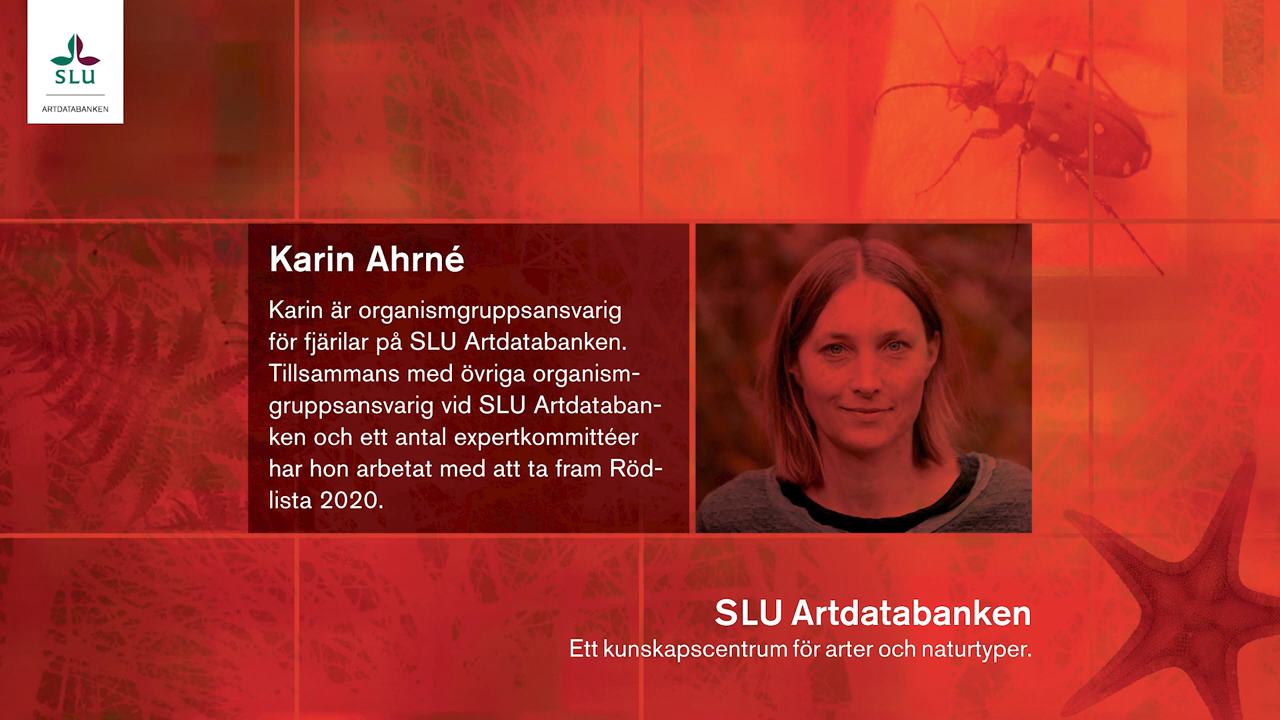 SLU
ARTDATABANKEN
Karin Ahrné
Karin är organismgruppsansvarig
för fjärilar på SLU Artdatabanken.
Tillsammans med övriga organism-
gruppsansvarig vid SLU Artdataban-
ken och ett antal expertkommittéer
har hon arbetat med att ta fram Röd-
lista 2020.
SLU Artdatabanken
Ett kunskapscentrum för arter och naturtyper.